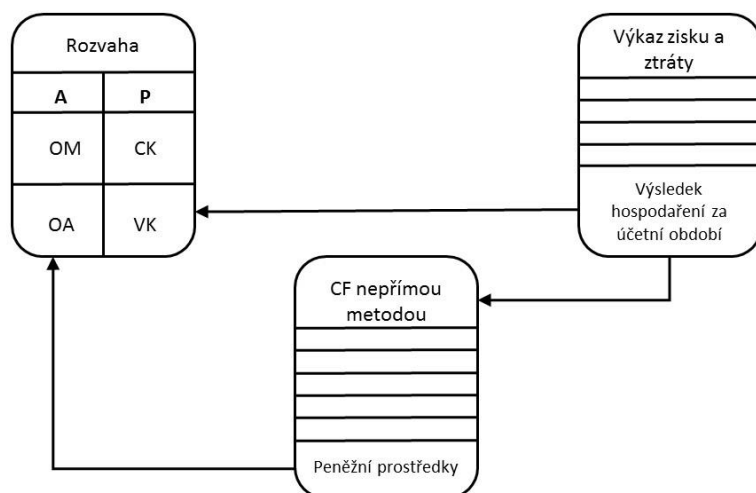 Rozvaha
A P
OM CK
OA VK
Výkaz zisku a
ztráty
Výsledek
hospodaření za
účetní období
CF nepřímou
metodou
Peněžní prostředky